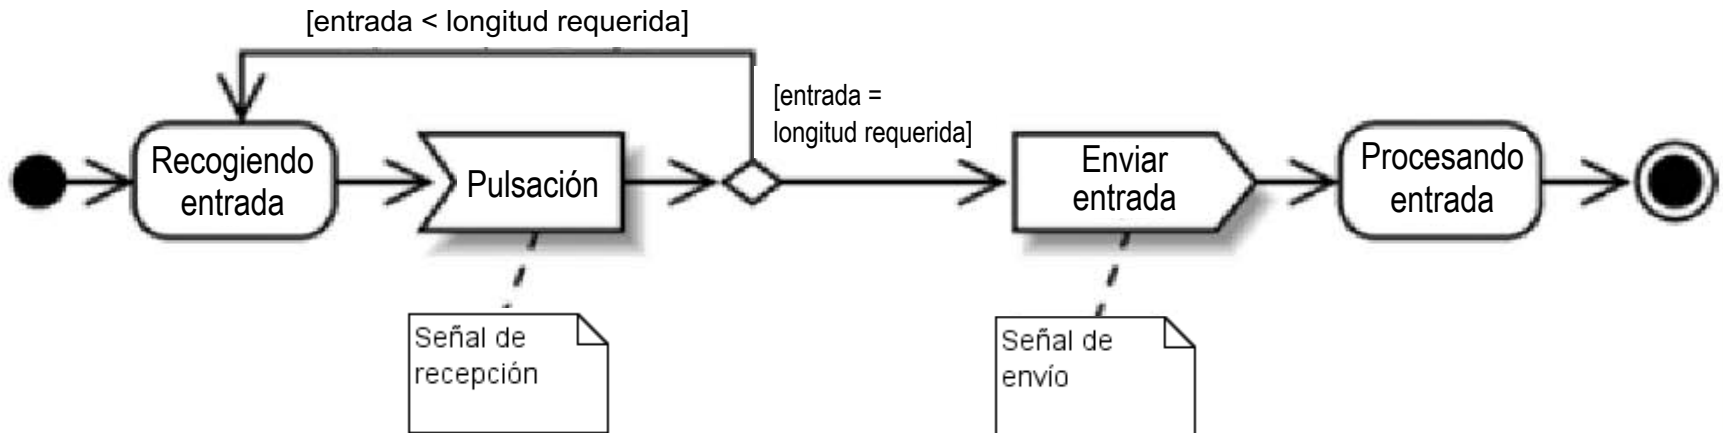 [entrada < longitud requerida]
[entrada =
longitud requerida]
Recogiendo
entrada
Pulsación
Enviar
entrada
Procesando
entrada
Señal de
recepción
Señal de
envío